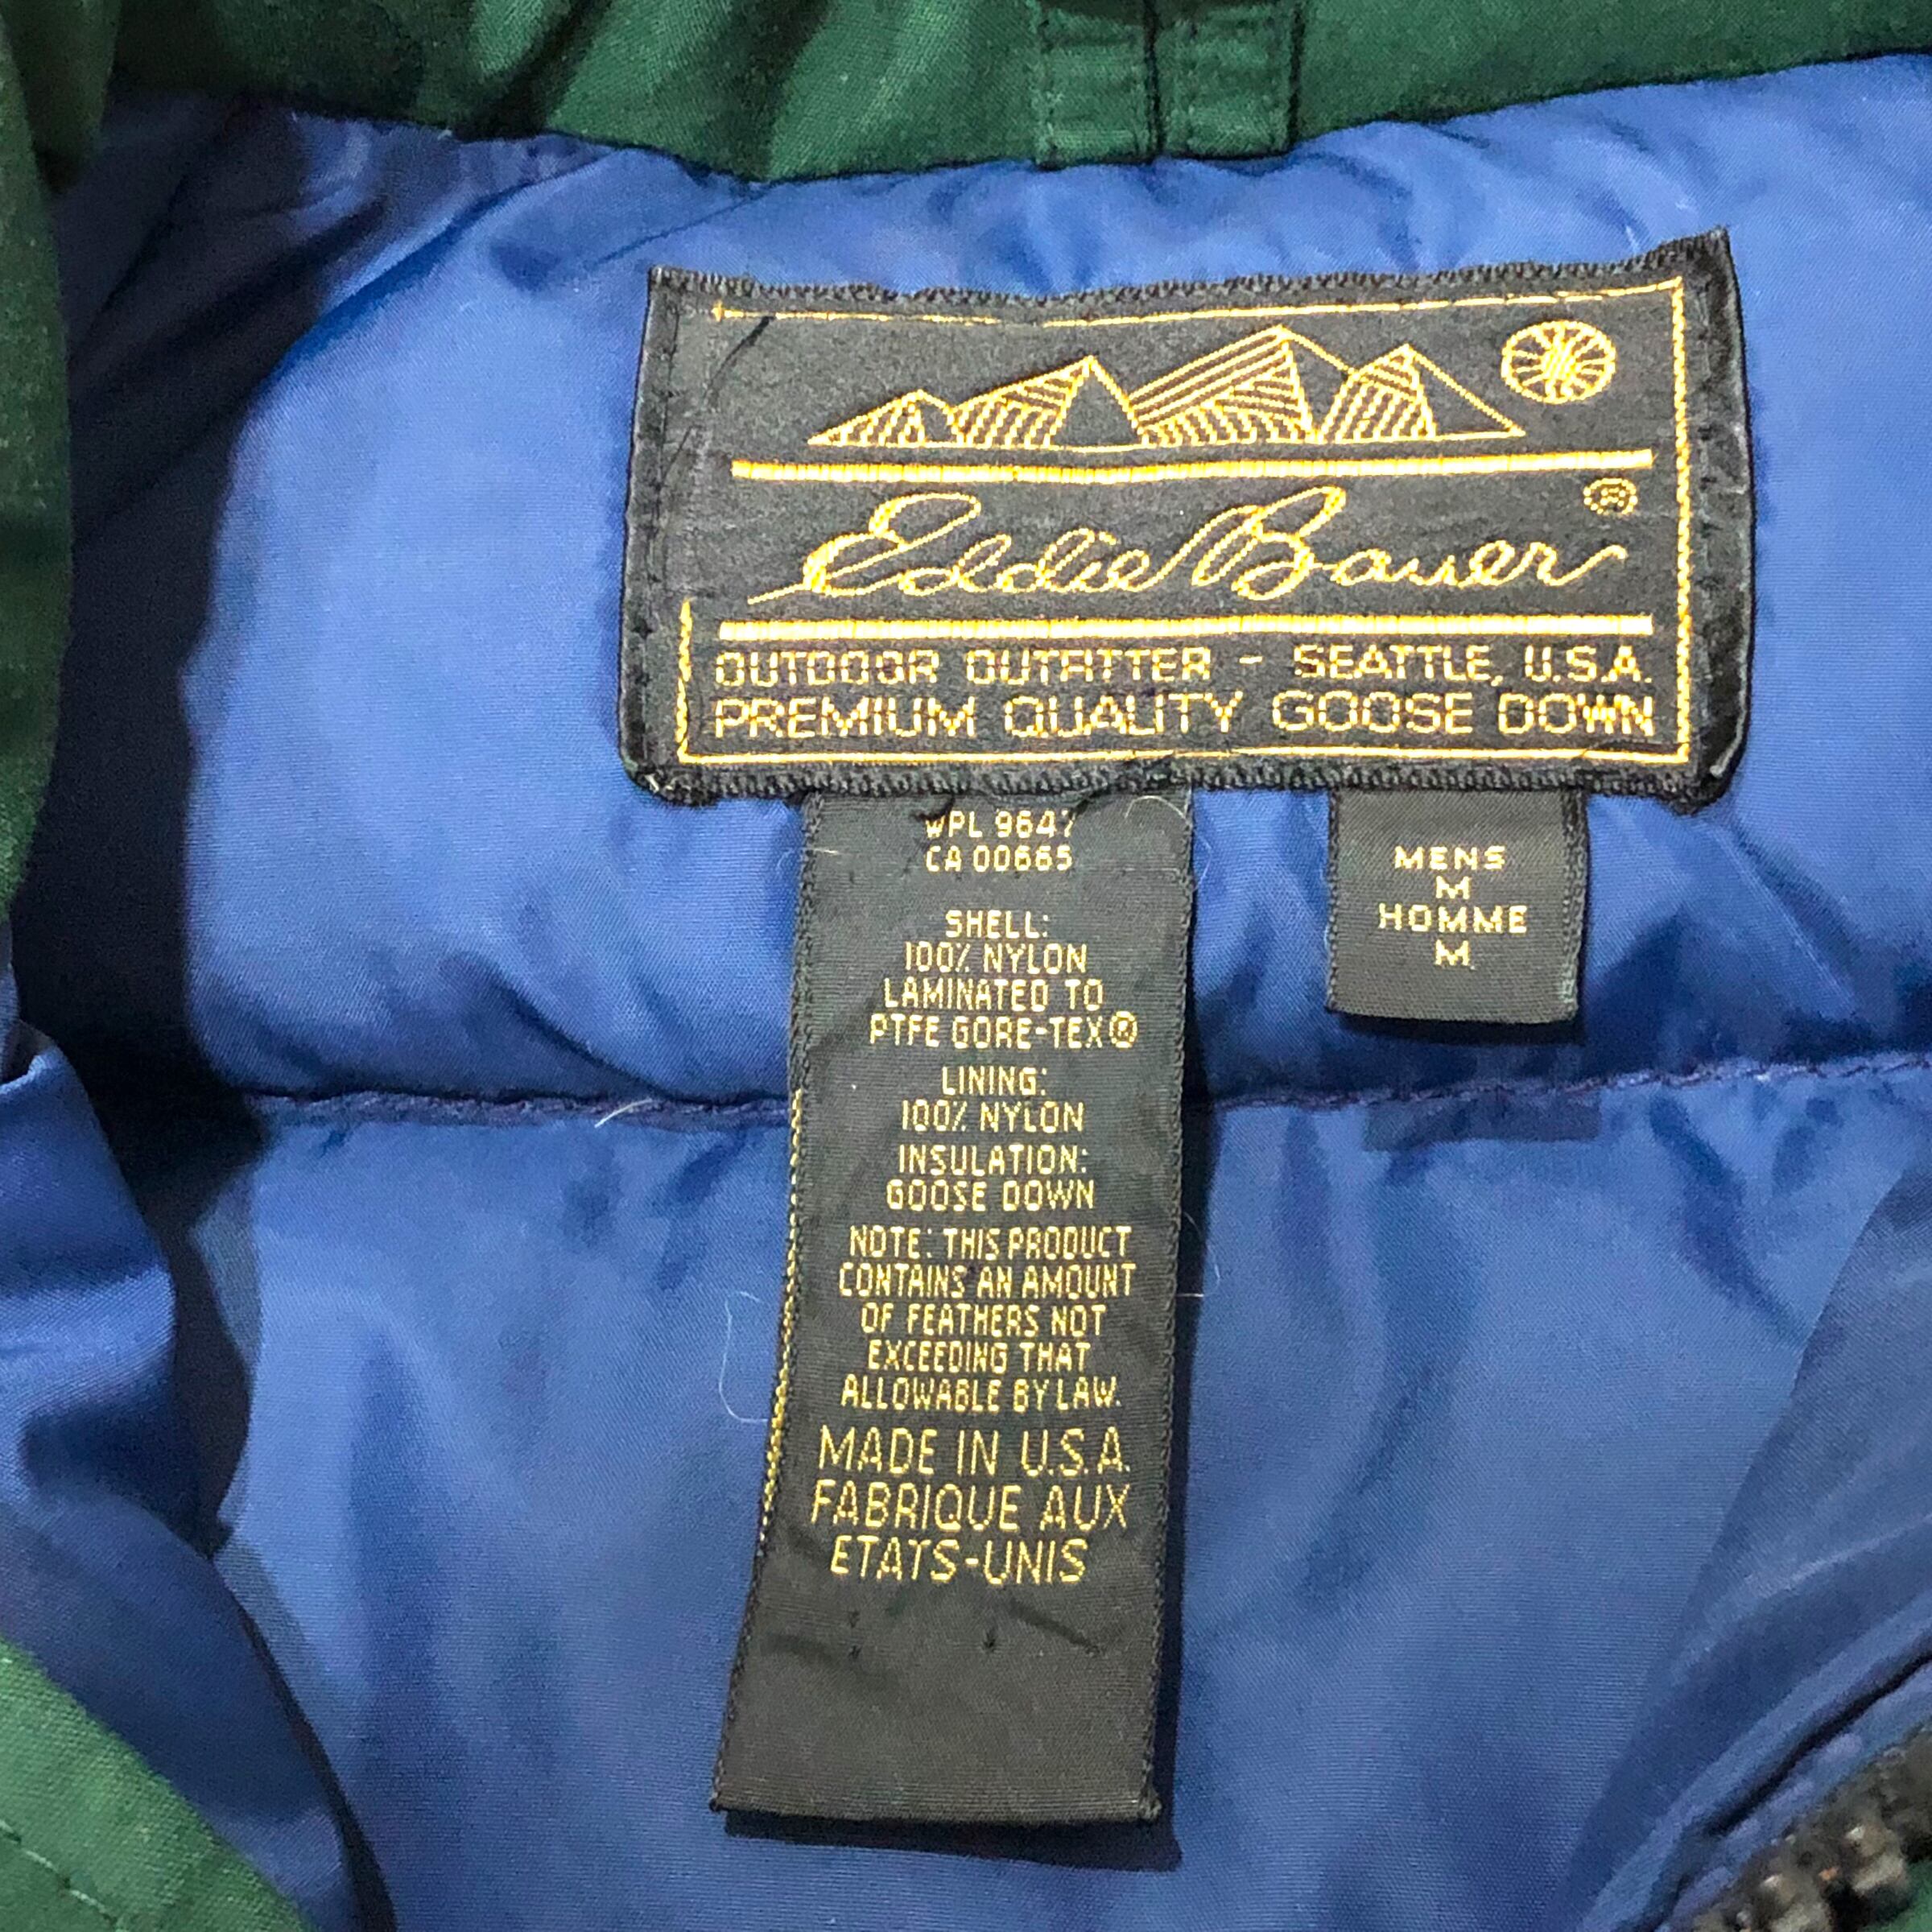 Eddie Bauer ®
OUTDOOR OUTFITTER - SEATTLE, U.S.A.
PREMIUM QUALITY GOOSE DOWN
WPL 9647
CA 00665
SHELL:
100% NYLON
LAMINATED TO
PTFE GORE-TEX®
LINING:
100% NYLON
INSULATION:
GOOSE DOWN
NOTE: THIS PRODUCT
CONTAINS AN AMOUNT
OF FEATHERS NOT
EXCEEDING THAT
ALLOWABLE BY LAW.
MADE IN U.S.A.
FABRIQUE AUX
ETATS-UNIS
MENS
M
HOMME
M